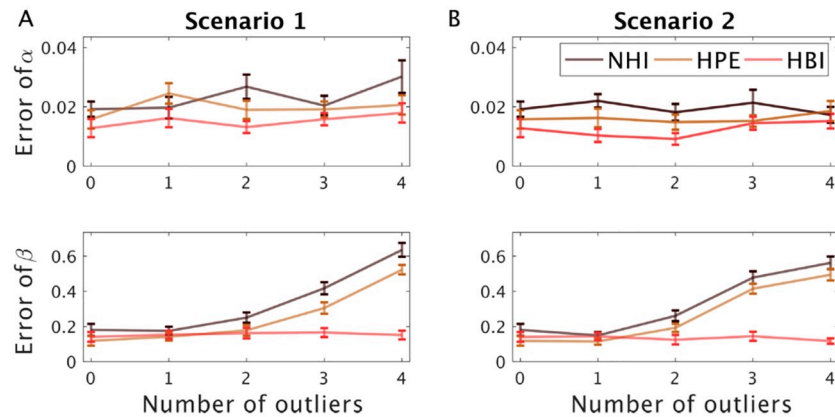 A
Scenario 1
B
Scenario 2
Error of α
0.04
0.02
0
0 1 2 3 4
NHI HPE HBI
0.04
0.02
0
0 1 2 3 4
Error of β
0.6
0.4
0.2
0
0 1 2 3 4
Number of outliers
0.6
0.4
0.2
0
0 1 2 3 4
Number of outliers